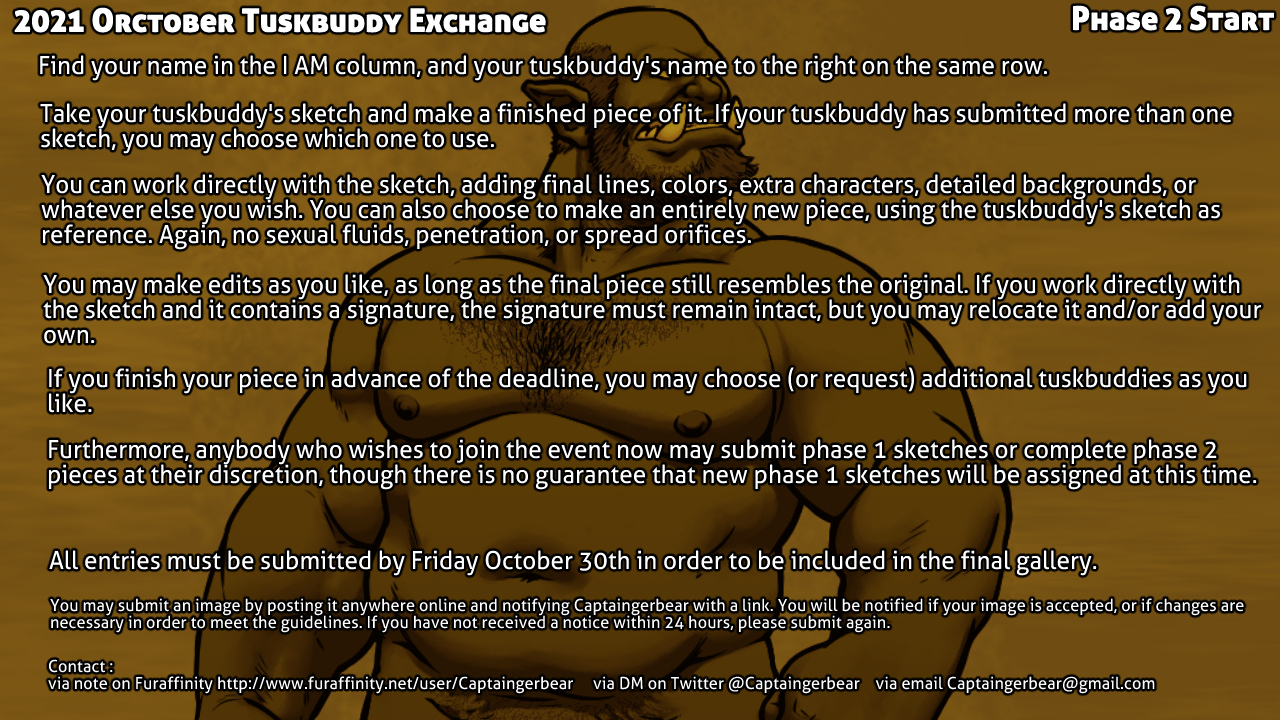 2021 Orctober Tuskbuddy Exchange
Phase 2 Start
Find your name in the I AM column, and your tuskbuddy's name to the right on the same row.
Take your tuskbuddy's sketch and make a finished piece of it. If your tuskbuddy has submitted more than one
sketch, you may choose which one to use.
You can work directly with the sketch, adding final lines, colors, extra characters, detailed backgrounds, or
whatever else you wish. You can also choose to make an entirely new piece, using the tuskbuddy's sketch as
reference. Again, no sexual fluids, penetration, or spread orifices.
You may make edits as you like, as long as the final piece still resembles the original. If you work directly with
the sketch and it contains a signature, the signature must remain intact, but you may relocate it and/or add your
own.
If you finish your piece in advance of the deadline, you may choose (or request) additional tuskbuddies as you
like.
Furthermore, anybody who wishes to join the event now may submit phase 1 sketches or complete phase 2
pieces at their discretion, though there is no guarantee that new phase 1 sketches will be assigned at this time.
All entries must be submitted by Friday October 30th in order to be included in the final gallery.
You may submit an image by posting it anywhere online and notifying Captaingerbear with a link. You will be notified if your image is accepted, or if changes are
necessary in order to meet the guidelines. If you have not received a notice within 24 hours, please submit again.
Contact :
via note on Furaffinity http://www.furaffinity.net/user/Captaingerbear via DM on Twitter @Captaingerbear via email Captaingerbear@gmail.com